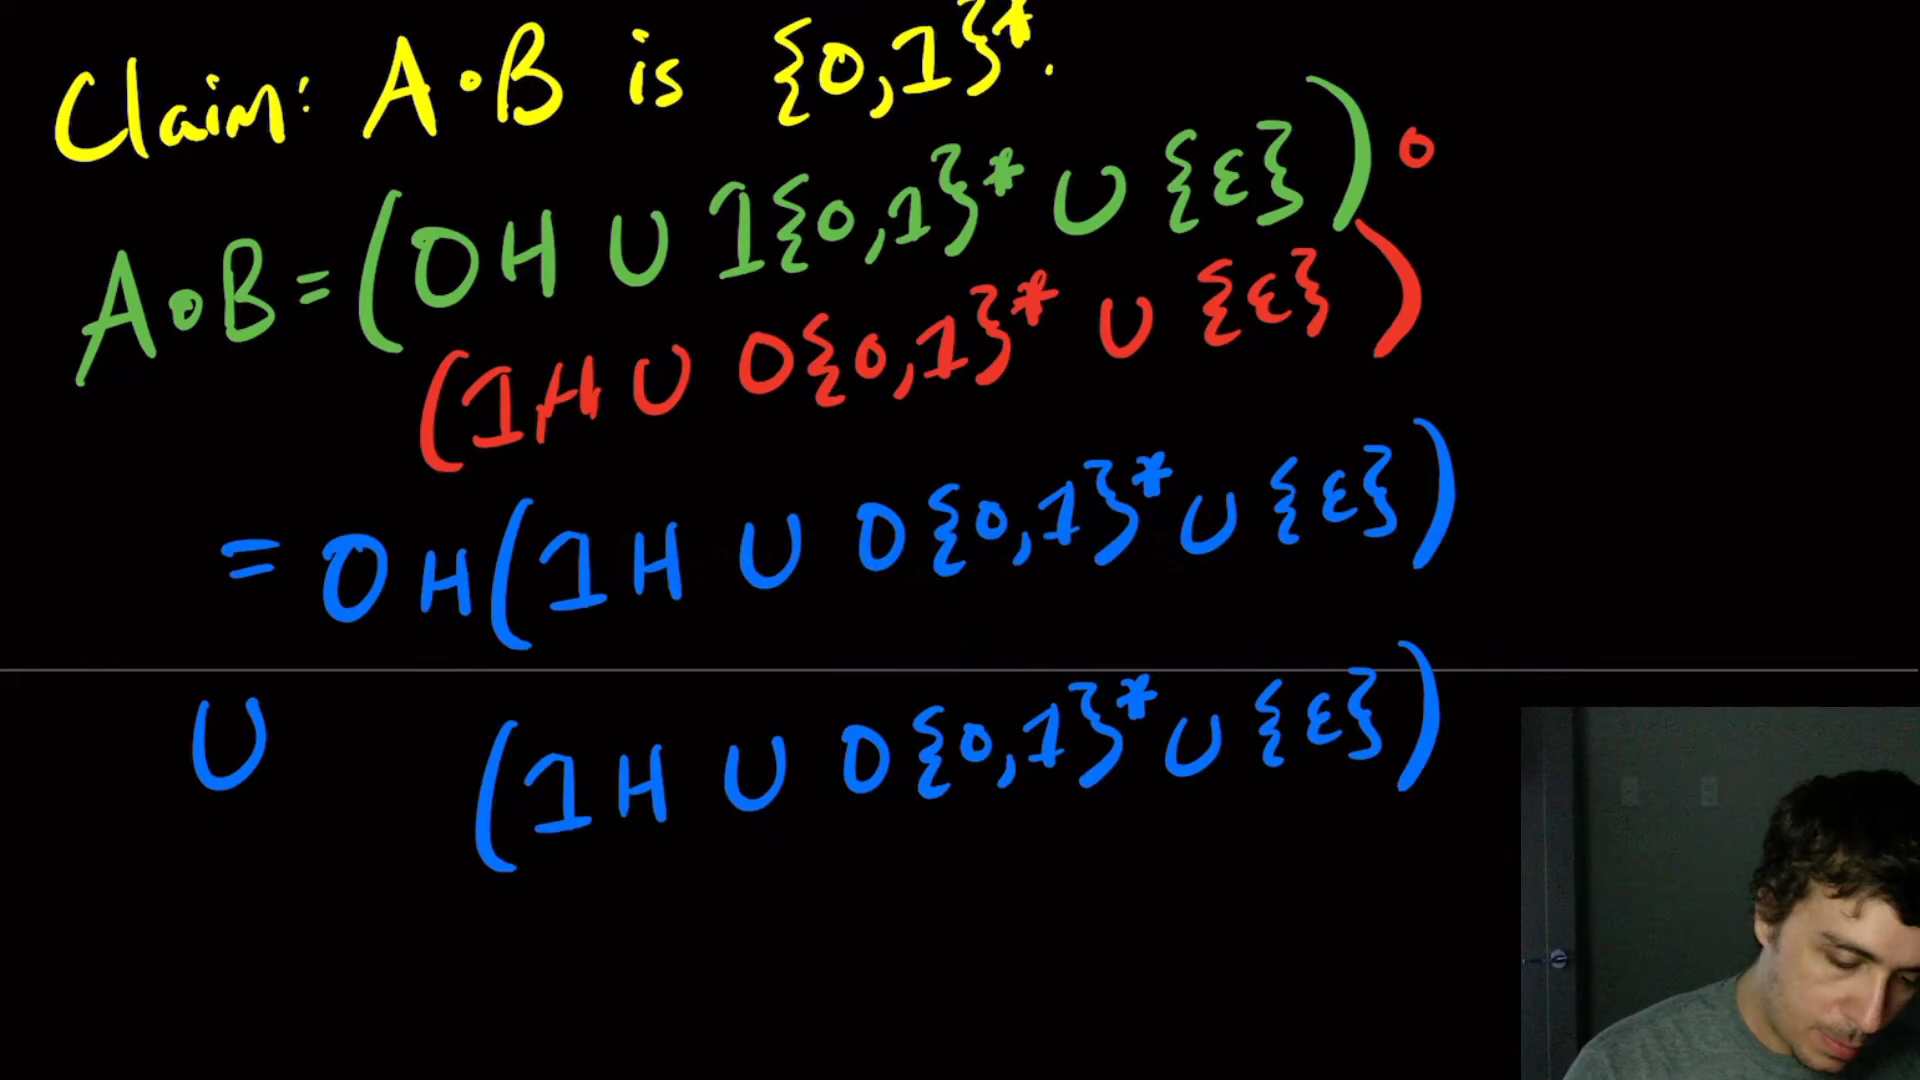 Claim: A∘B is {0,1}*.
A∘B = (0H ∪ 1{0,1}* ∪ {ε}) ∘
(1H ∪ 0{0,1}* ∪ {ε})
= 0H(1H ∪ 0{0,1}* ∪ {ε})
∪ (1H ∪ 0{0,1}* ∪ {ε})